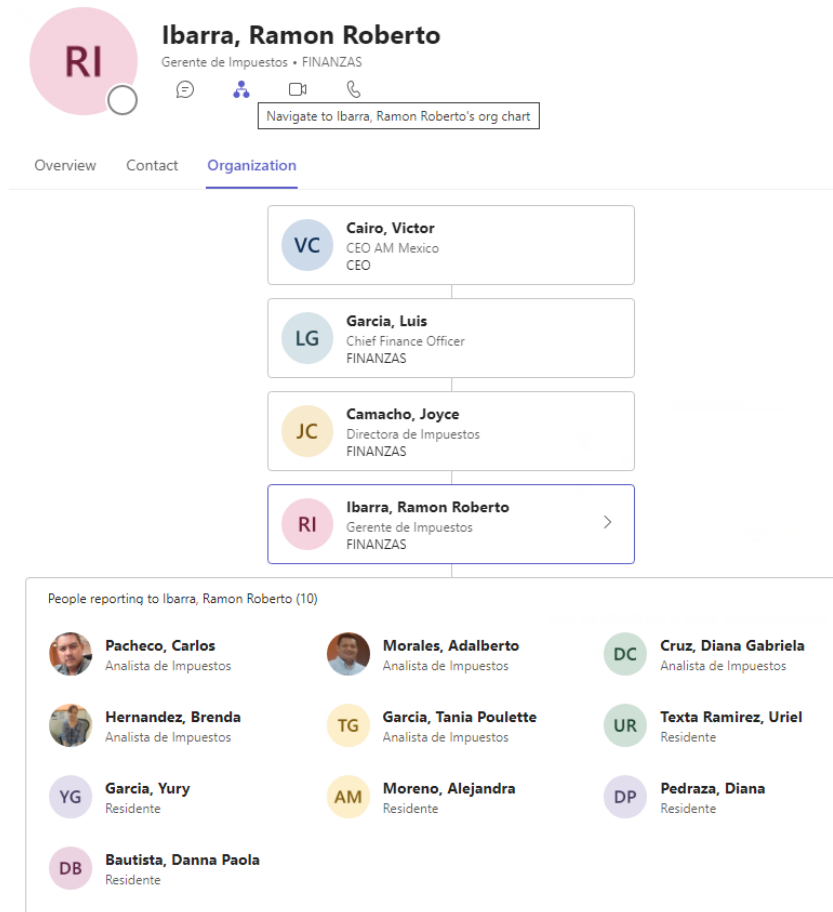 RI
Ibarra, Ramon Roberto
Gerente de Impuestos • FINANZAS
Navigate to Ibarra, Ramon Roberto's org chart
Overview Contact Organization
VC
Cairo, Victor
CEO AM Mexico
CEO
LG
Garcia, Luis
Chief Finance Officer
FINANZAS
JC
Camacho, Joyce
Directora de Impuestos
FINANZAS
RI
Ibarra, Ramon Roberto
Gerente de Impuestos
FINANZAS
People reporting to Ibarra, Ramon Roberto (10)
Pacheco, Carlos
Analista de Impuestos
Morales, Adalberto
Analista de Impuestos
DC
Cruz, Diana Gabriela
Analista de Impuestos
Hernandez, Brenda
Analista de Impuestos
TG
Garcia, Tania Poulette
Analista de Impuestos
UR
Texta Ramirez, Uriel
Residente
YG
Garcia, Yury
Residente
AM
Moreno, Alejandra
Residente
DP
Pedraza, Diana
Residente
DB
Bautista, Danna Paola
Residente